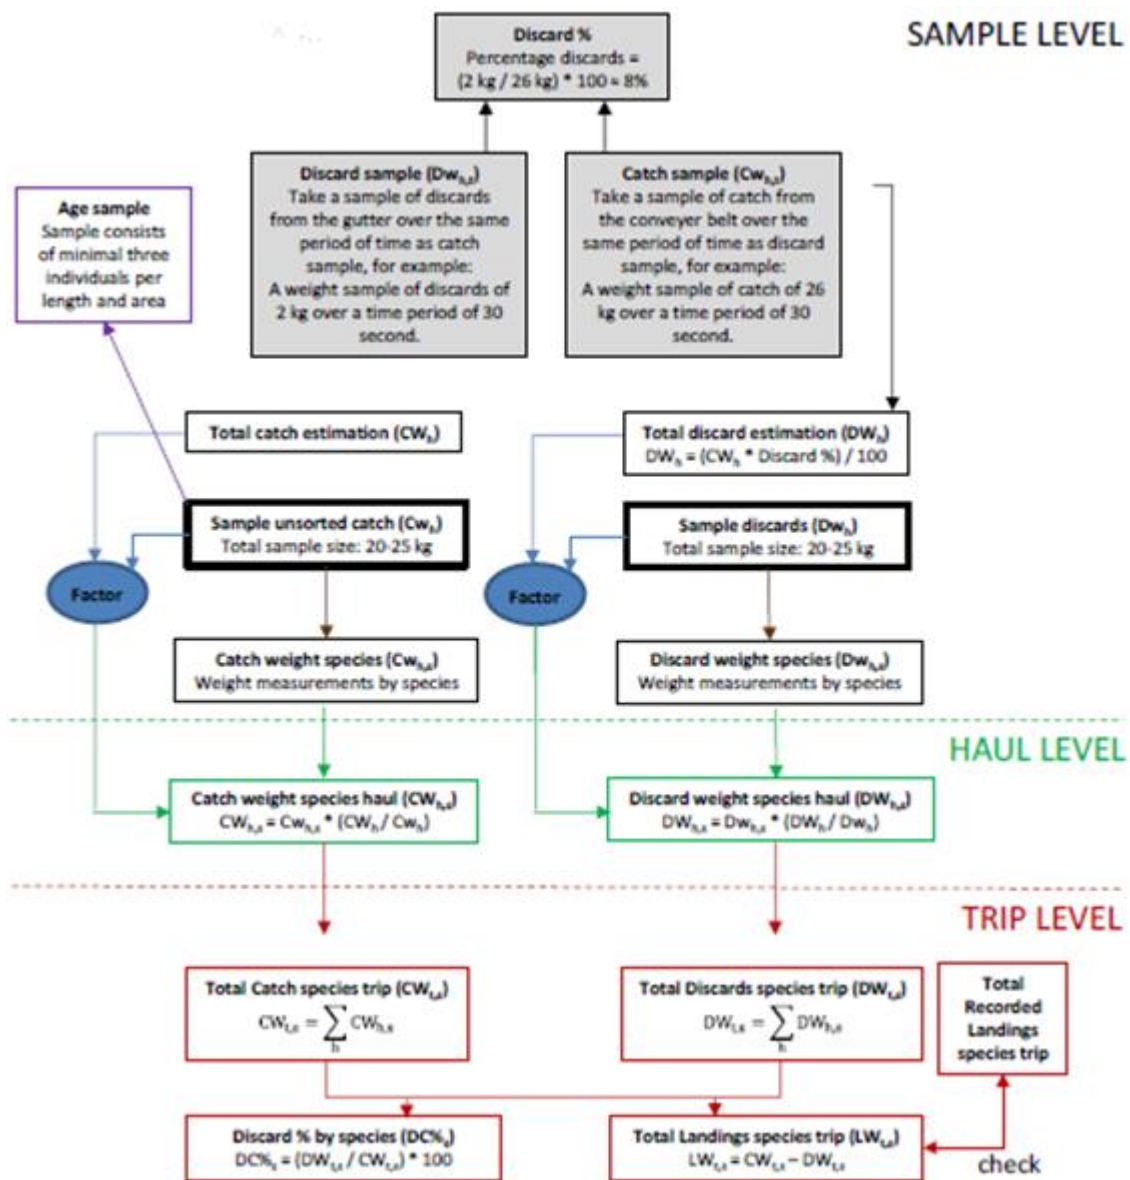 SAMPLE LEVEL
Discard %
Percentage discards =
(2 kg / 26 kg) * 100 ≈ 8%
Discard sample (Dwₕ,ₛ)
Take a sample of discards
from the gutter over the same
period of time as catch
sample, for example:
A weight sample of discards of
2 kg over a time period of 30
second.
Catch sample (Cwₕ,ₛ)
Take a sample of catch from
the conveyer belt over the
same period of time as discard
sample, for example:
A weight sample of catch of 26
kg over a time period of 30
second.
Age sample
Sample consists
of minimal three
individuals per
length and area
Total catch estimation (CWₕ)
Total discard estimation (DWₕ)
DWₕ = (CWₕ * Discard %) / 100
Sample unsorted catch (Cwₕ)
Total sample size: 20-25 kg
Sample discards (Dwₕ)
Total sample size: 20-25 kg
Factor
Factor
Catch weight species (Cwₕ,ₛ)
Weight measurements by species
Discard weight species (Dwₕ,ₛ)
Weight measurements by species
HAUL LEVEL
Catch weight species haul (CWₕ,ₛ)
CWₕ,ₛ = Cwₕ,ₛ * (CWₕ / Cwₕ)
Discard weight species haul (DWₕ,ₛ)
DWₕ,ₛ = Dwₕ,ₛ * (DWₕ / Dwₕ)
TRIP LEVEL
Total Catch species trip (CWₜ,ₛ)
CWₜ,ₛ = ∑ₕ CWₕ,ₛ
Total Discards species trip (DWₜ,ₛ)
DWₜ,ₛ = ∑ₕ DWₕ,ₛ
Total
Recorded
Landings
species trip
Discard % by species (DC%ₛ)
DC%ₛ = (DWₜ,ₛ / CWₜ,ₛ) * 100
Total Landings species trip (LWₜ,ₛ)
LWₜ,ₛ = CWₜ,ₛ – DWₜ,ₛ
check